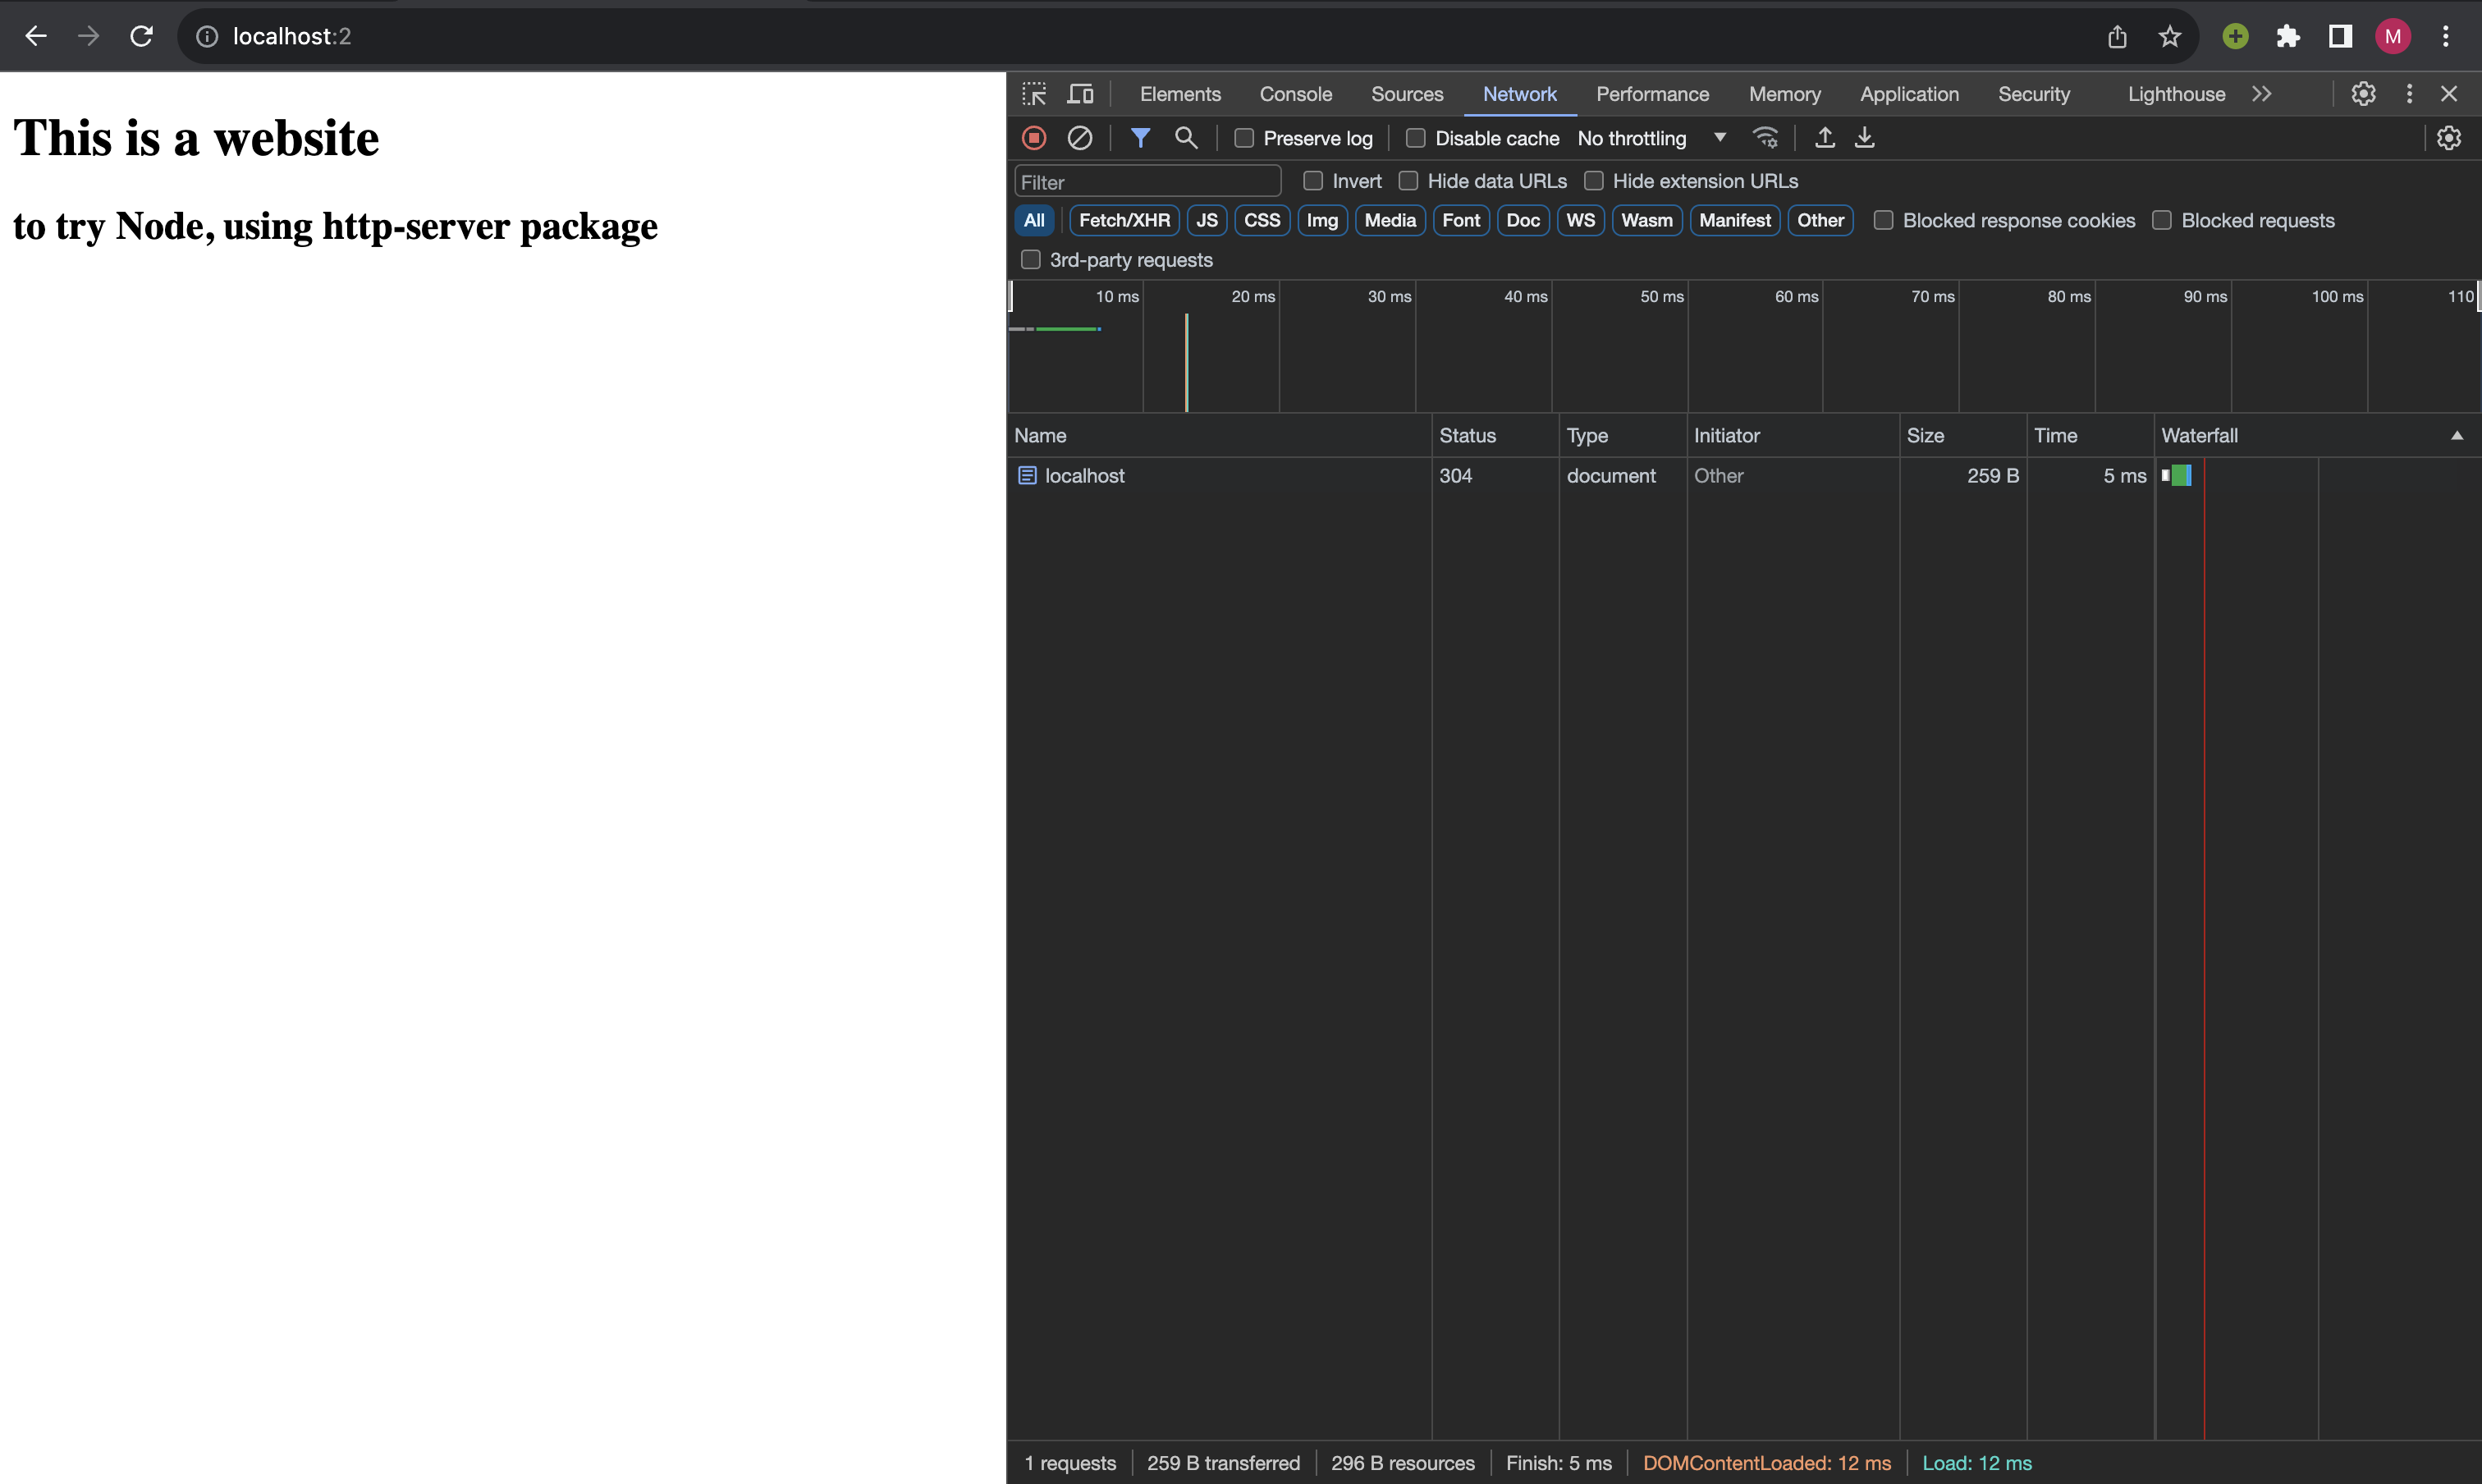 localhost:2
M
This is a website
to try Node, using http-server package
Elements Console Sources Network Performance Memory Application Security Lighthouse
Preserve log Disable cache No throttling
Filter Invert Hide data URLs Hide extension URLs
All Fetch/XHR JS CSS Img Media Font Doc WS Wasm Manifest Other Blocked response cookies Blocked requests
3rd-party requests
10 ms 20 ms 30 ms 40 ms 50 ms 60 ms 70 ms 80 ms 90 ms 100 ms 110
Name Status Type Initiator Size Time Waterfall
localhost 304 document Other 259 B 5 ms
1 requests 259 B transferred 296 B resources Finish: 5 ms DOMContentLoaded: 12 ms Load: 12 ms